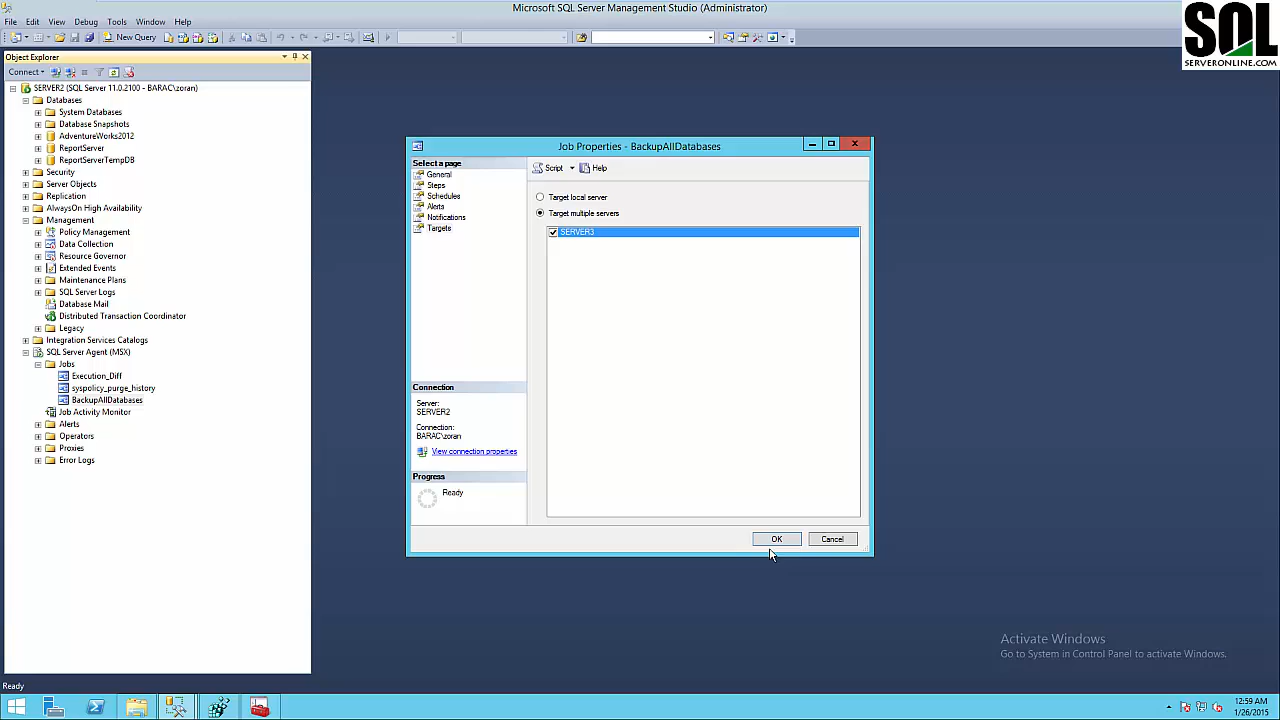 Microsoft SQL Server Management Studio (Administrator)
File Edit View Debug Tools Window Help
New Query
SQL
SERVERONLINE.COM
Object Explorer
Connect
SERVER2 (SQL Server 11.0.2100 - BARAC\zoran)
Databases
System Databases
Database Snapshots
AdventureWorks2012
ReportServer
ReportServerTempDB
Security
Server Objects
Replication
AlwaysOn High Availability
Management
Policy Management
Data Collection
Resource Governor
Extended Events
Maintenance Plans
SQL Server Logs
Database Mail
Distributed Transaction Coordinator
Legacy
Integration Services Catalogs
SQL Server Agent (MSX)
Jobs
Execution_Diff
syspolicy_purge_history
BackupAllDatabases
Job Activity Monitor
Alerts
Operators
Proxies
Error Logs
Job Properties - BackupAllDatabases
Select a page
General
Steps
Schedules
Alerts
Notifications
Targets
Script Help
Target local server
Target multiple servers
SERVER3
Connection
Server:
SERVER2
Connection:
BARAC\zoran
View connection properties
Progress
Ready
OK Cancel
Activate Windows
Go to System in Control Panel to activate Windows.
Ready
12:59 AM
1/26/2015